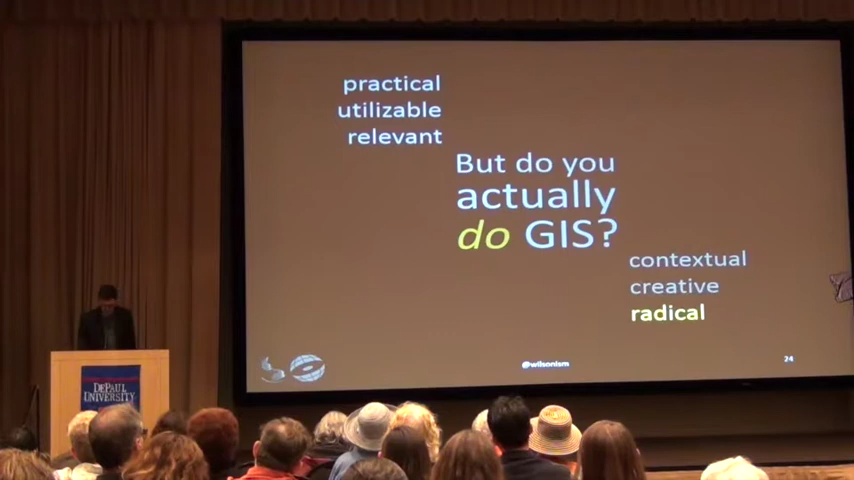 practical
utilizable
relevant
But do you
actually
do GIS?
contextual
creative
radical
@wilsonism
24
DEPAUL
UNIVERSITY